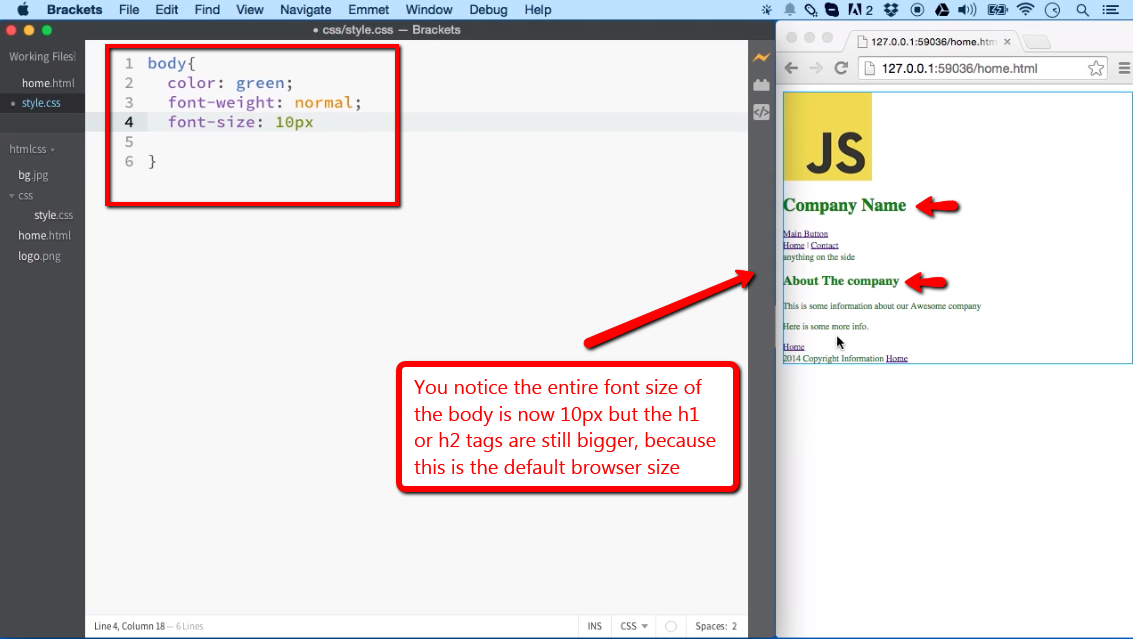 Brackets File Edit Find View Navigate Emmet Window Debug Help 2
• css/style.css — Brackets
Working Files
home.html
• style.css
htmlcss
bg.jpg
css
style.css
home.html
logo.png
1 body{
2 color: green;
3 font-weight: normal;
4 font-size: 10px
5
6 }
You notice the entire font size of
the body is now 10px but the h1
or h2 tags are still bigger, because
this is the default browser size
Line 4, Column 18 — 6 Lines
INS CSS Spaces: 2
127.0.0.1:59036/home.htm
127.0.0.1:59036/home.html
JS
Company Name
Main Button
Home | Contact
anything on the side
About The company
This is some information about our Awesome company
Here is some more info.
Home
2014 Copyright Information Home